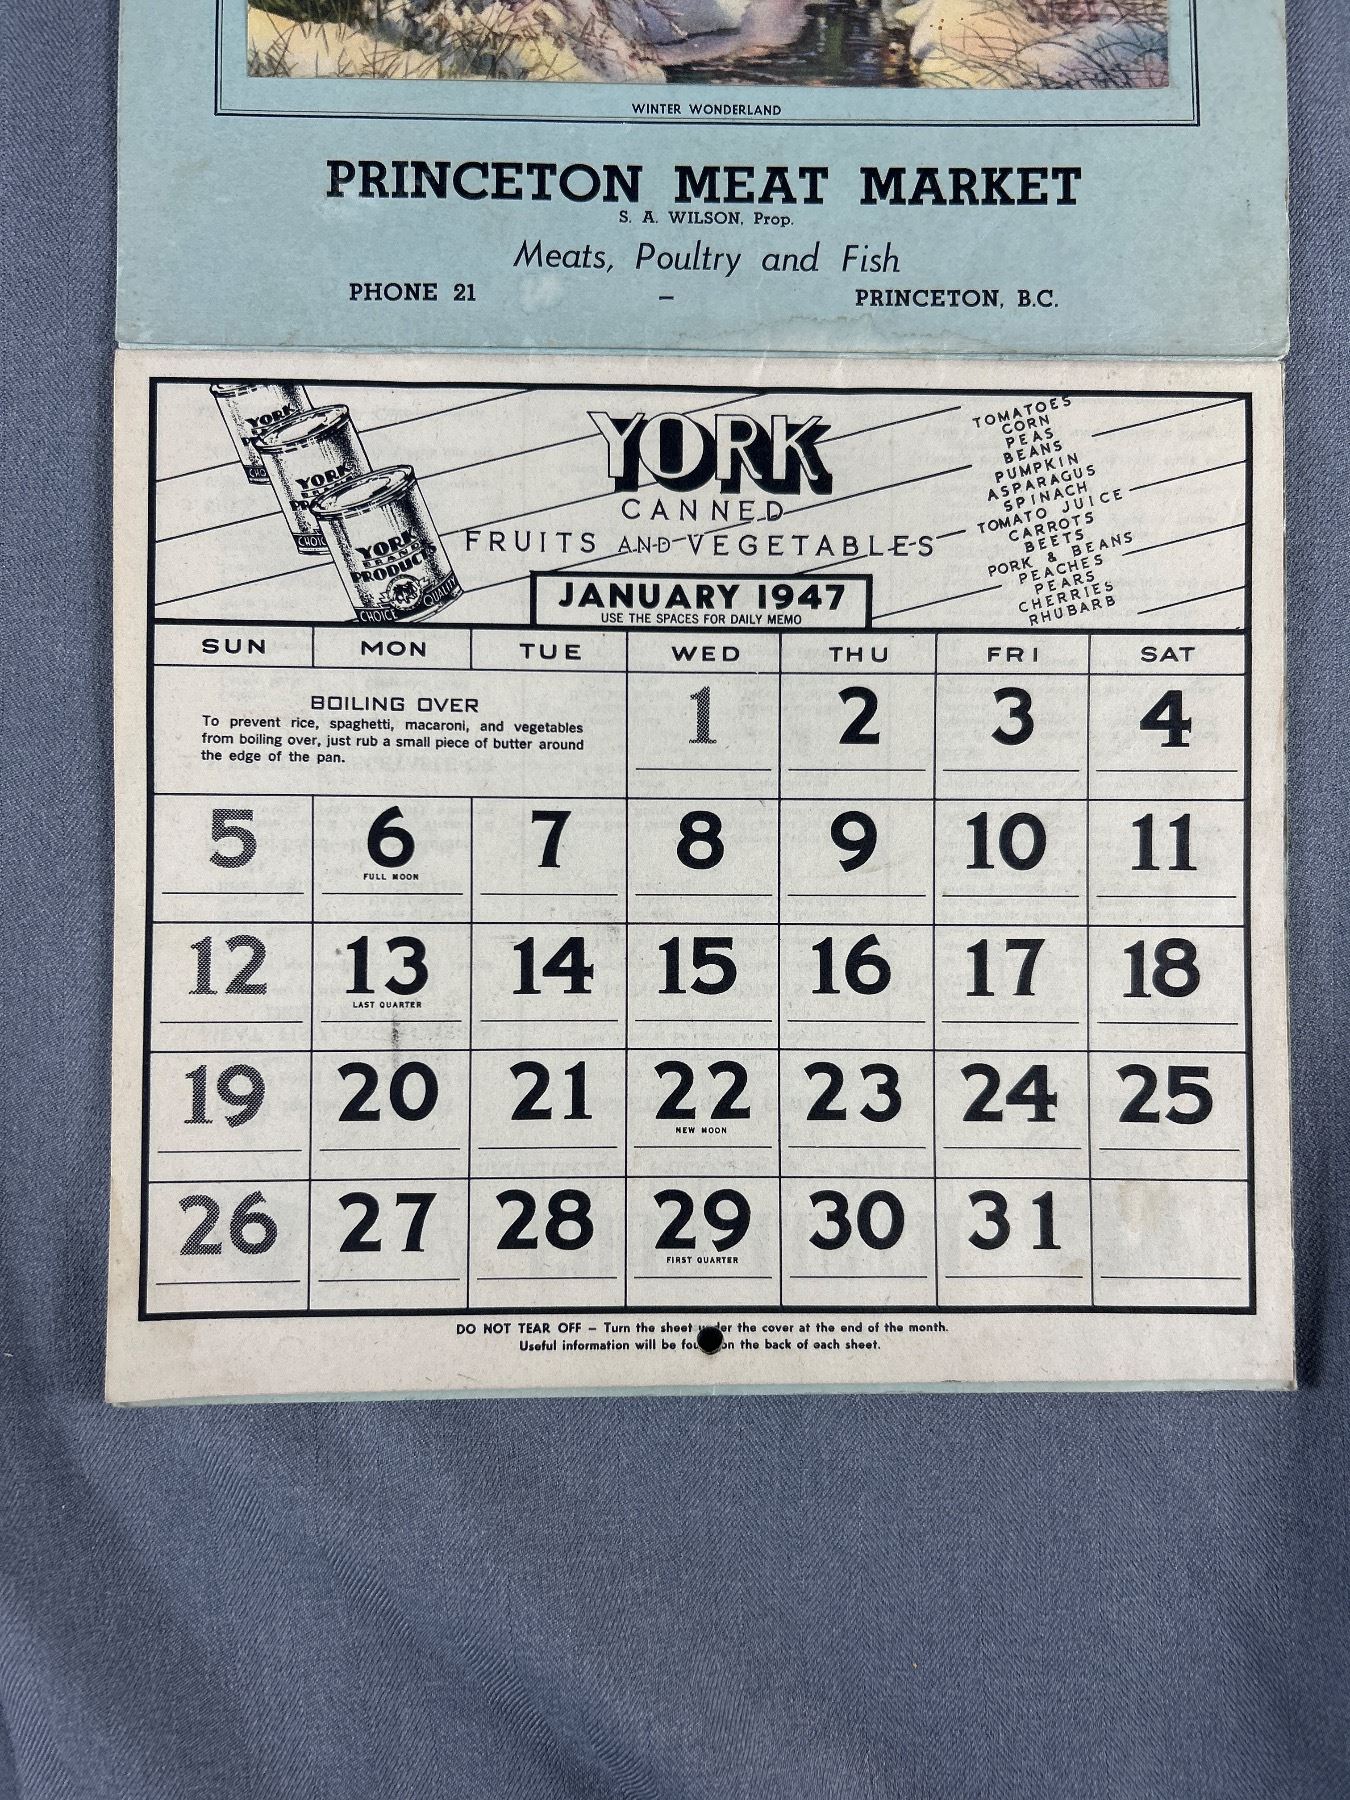 WINTER WONDERLAND
PRINCETON MEAT MARKET
S. A. WILSON, Prop.
Meats, Poultry and Fish
PHONE 21 – PRINCETON, B.C.
YORK
YORK
BRAND
YORK
BRAND
PRODUCTS
CHOICE QUALITY
YORK
CANNED
FRUITS AND VEGETABLES
TOMATOES
CORN
PEAS
BEANS
PUMPKIN
ASPARAGUS
SPINACH
TOMATO JUICE
CARROTS
BEETS
PORK & BEANS
PEACHES
PEARS
CHERRIES
RHUBARB
JANUARY 1947
USE THE SPACES FOR DAILY MEMO
SUN MON TUE WED THU FRI SAT
BOILING OVER
To prevent rice, spaghetti, macaroni, and vegetables
from boiling over, just rub a small piece of butter around
the edge of the pan.
1 2 3 4
5 6 7 8 9 10 11
FULL MOON
12 13 14 15 16 17 18
LAST QUARTER
19 20 21 22 23 24 25
NEW MOON
26 27 28 29 30 31
FIRST QUARTER
DO NOT TEAR OFF – Turn the sheet under the cover at the end of the month.
Useful information will be found on the back of each sheet.